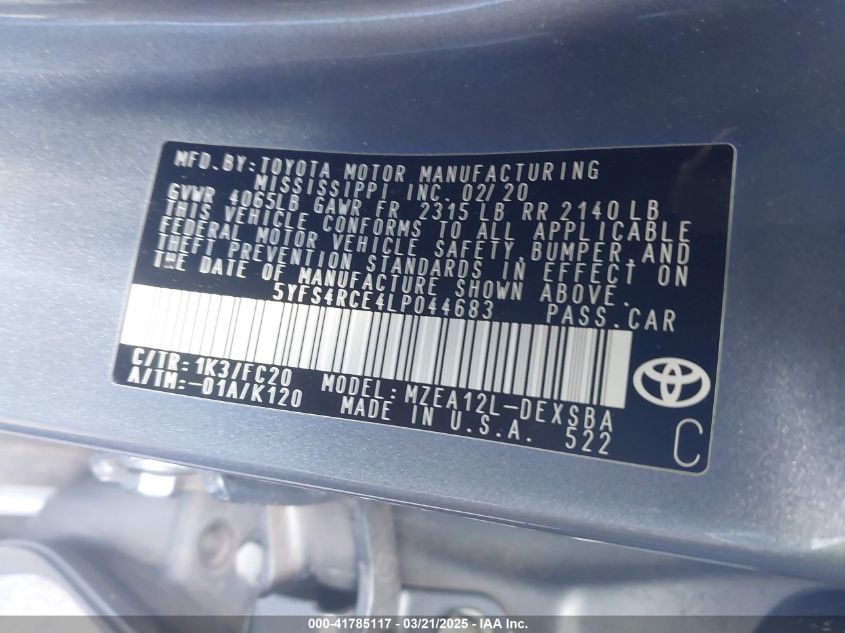 MFD. BY: TOYOTA MOTOR MANUFACTURING
MISSISSIPPI INC. 02/20
GVWR 4065LB GAWR FR 2315 LB RR 2140 LB
THIS VEHICLE CONFORMS TO ALL APPLICABLE
FEDERAL MOTOR VEHICLE SAFETY, BUMPER, AND
THEFT PREVENTION STANDARDS IN EFFECT ON
THE DATE OF MANUFACTURE SHOWN ABOVE.
5YFS4RCE4LP044683 PASS. CAR
C/TR: 1K3/FC20
A/TM: -01A/K120
MODEL: MZEA12L-DEXSBA
MADE IN U.S.A. 522
C
000-41785117 - 03/21/2025 - IAA Inc.